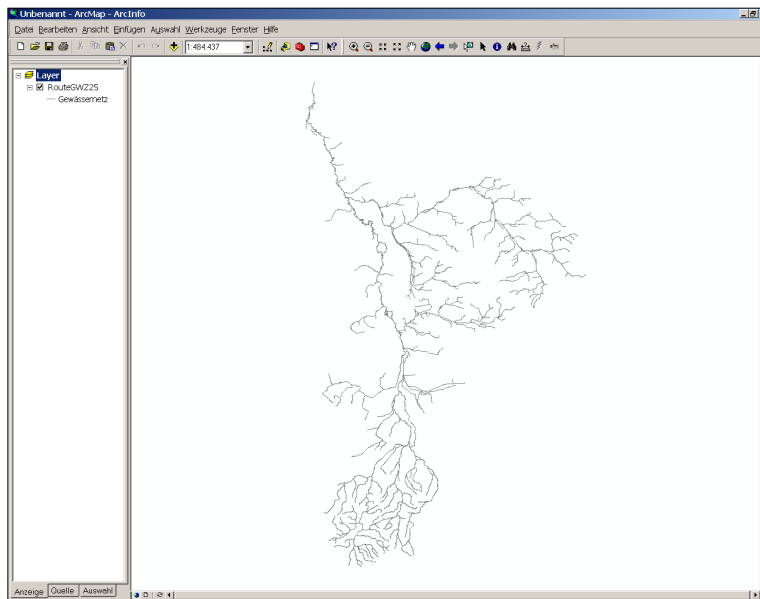 Unbenannt - ArcMap - ArcInfo
Datei Bearbeiten Ansicht Einfügen Auswahl Werkzeuge Fenster Hilfe
1:484.437
Layer
RouteGWZ25
Gewässernetz
Anzeige Quelle Auswahl